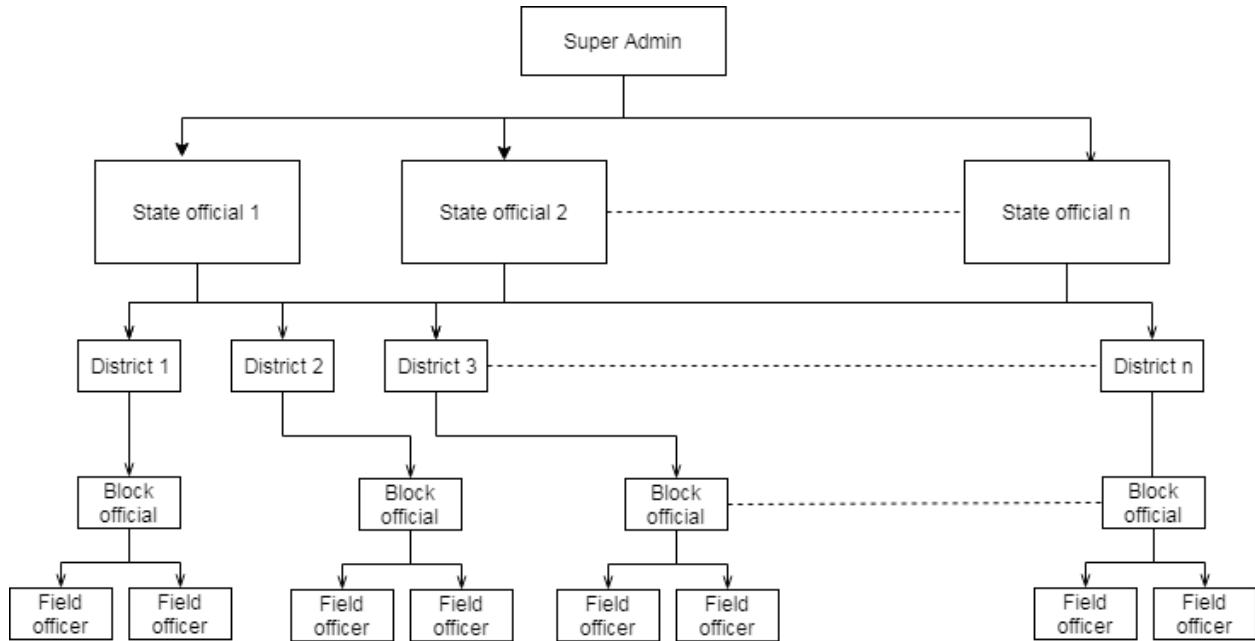 Super Admin
State official 1
State official 2
State official n
District 1
District 2
District 3
District n
Block
official
Block
official
Block
official
Block
official
Field
officer
Field
officer
Field
officer
Field
officer
Field
officer
Field
officer
Field
officer
Field
officer